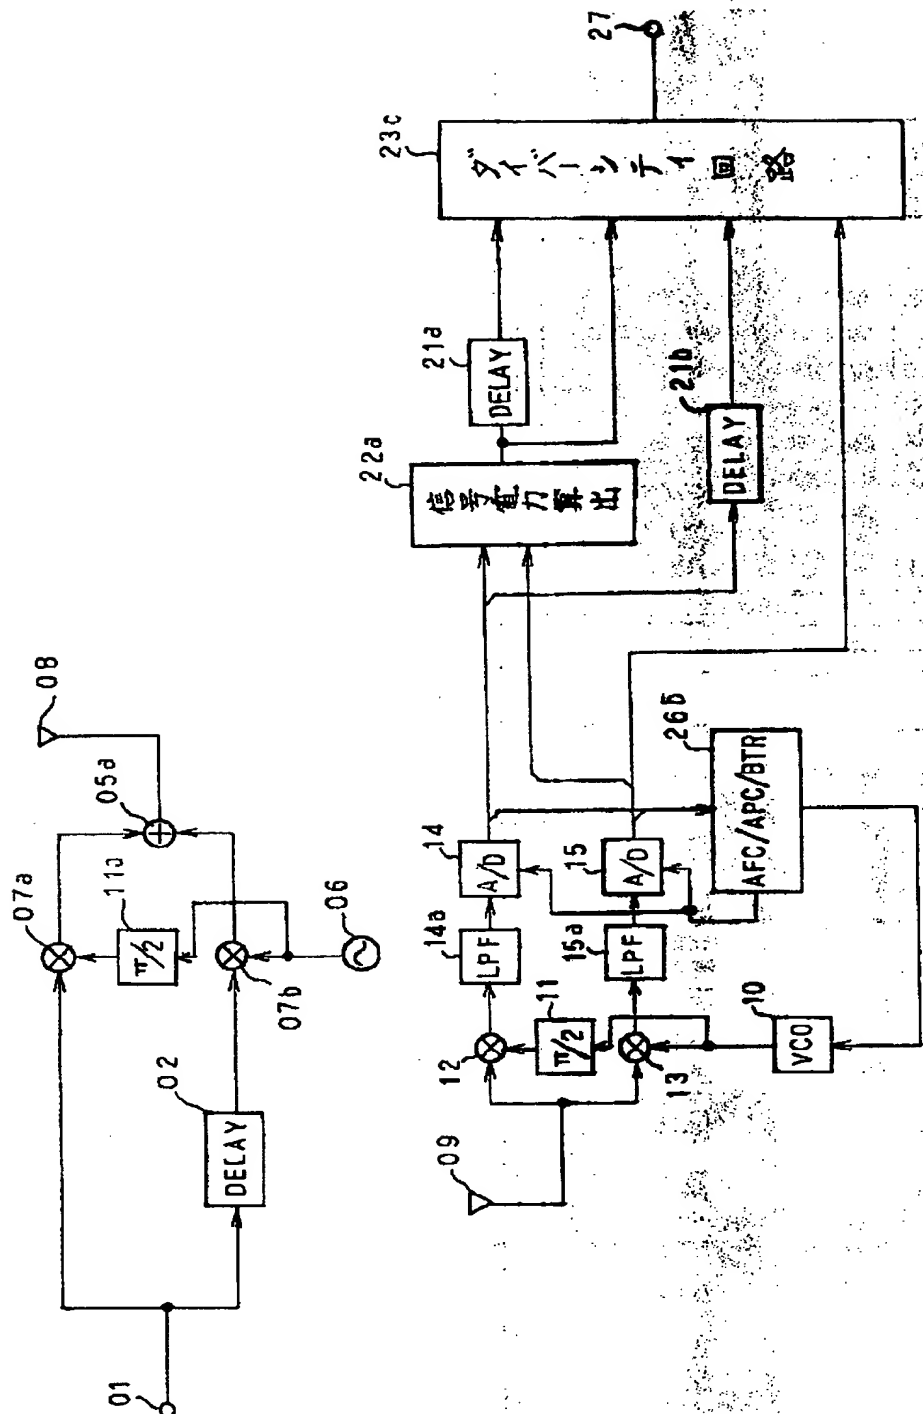 01
02
DELAY
07a
110
π/2
07b
06
05a
08
09
12
11
π/2
13
10
VCO
14a
LPF
15a
LPF
14
A/D
15
A/D
26b
AFC/APC/BTR
22a
信号電力算出
21a
DELAY
21b
DELAY
23c
ダイバーシティ回路
27